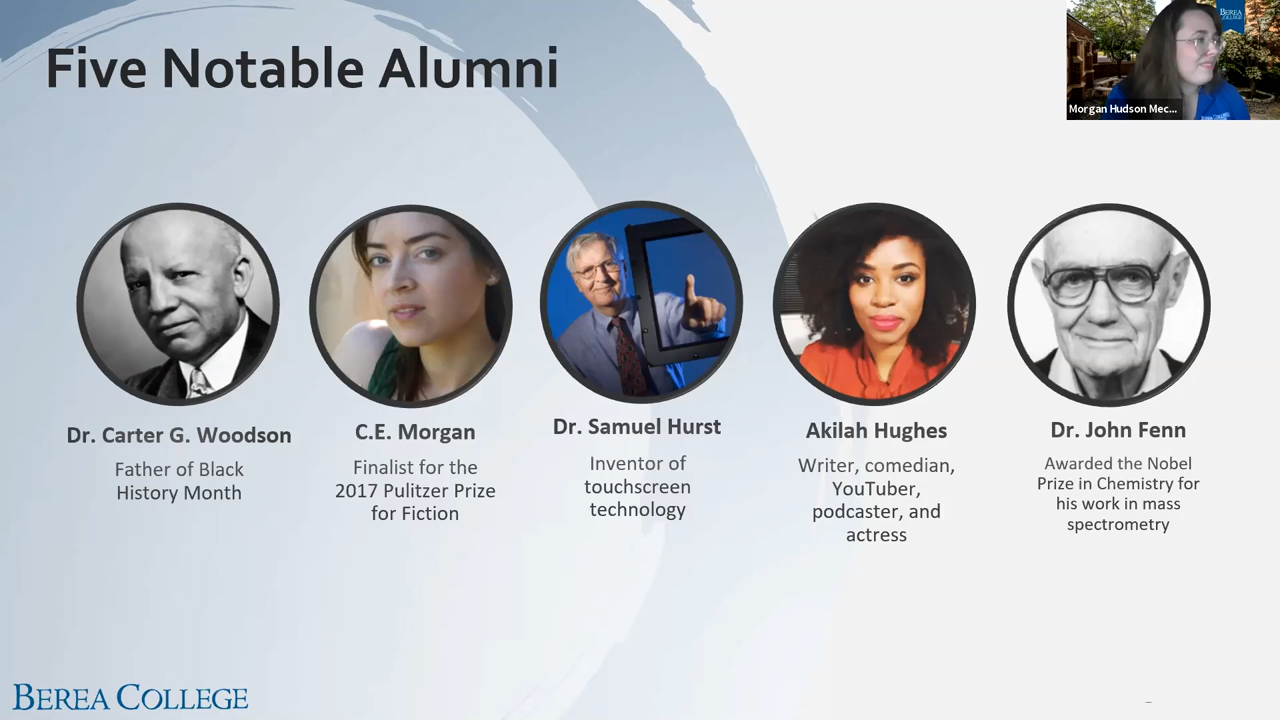 Five Notable Alumni
BEREA
COLLEGE
Morgan Hudson Mec...
Dr. Carter G. Woodson
Father of Black
History Month
C.E. Morgan
Finalist for the
2017 Pulitzer Prize
for Fiction
Dr. Samuel Hurst
Inventor of
touchscreen
technology
Akilah Hughes
Writer, comedian,
YouTuber,
podcaster, and
actress
Dr. John Fenn
Awarded the Nobel
Prize in Chemistry for
his work in mass
spectrometry
BEREA COLLEGE